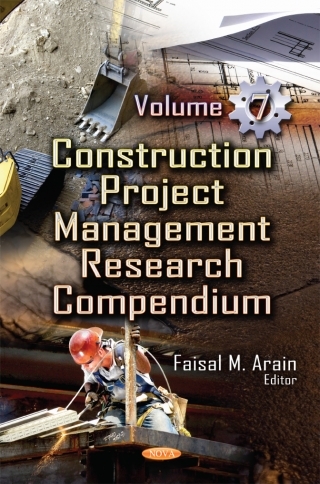 Volume 7
Construction
Project
Management
Research
Compendium
Faisal M. Arain
Editor
NOVA